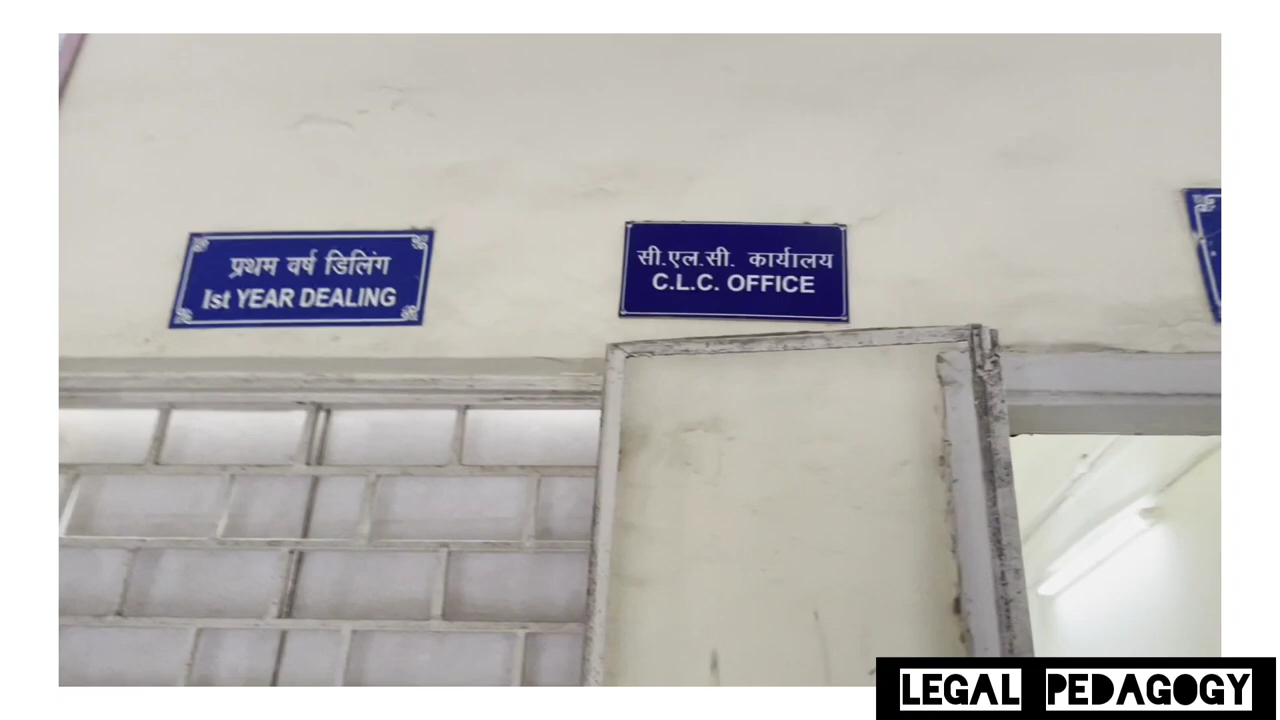 प्रथम वर्ष डिलिंग
Ist YEAR DEALING
सी.एल.सी. कार्यालय
C.L.C. OFFICE
LEGAL PEDAGOGY